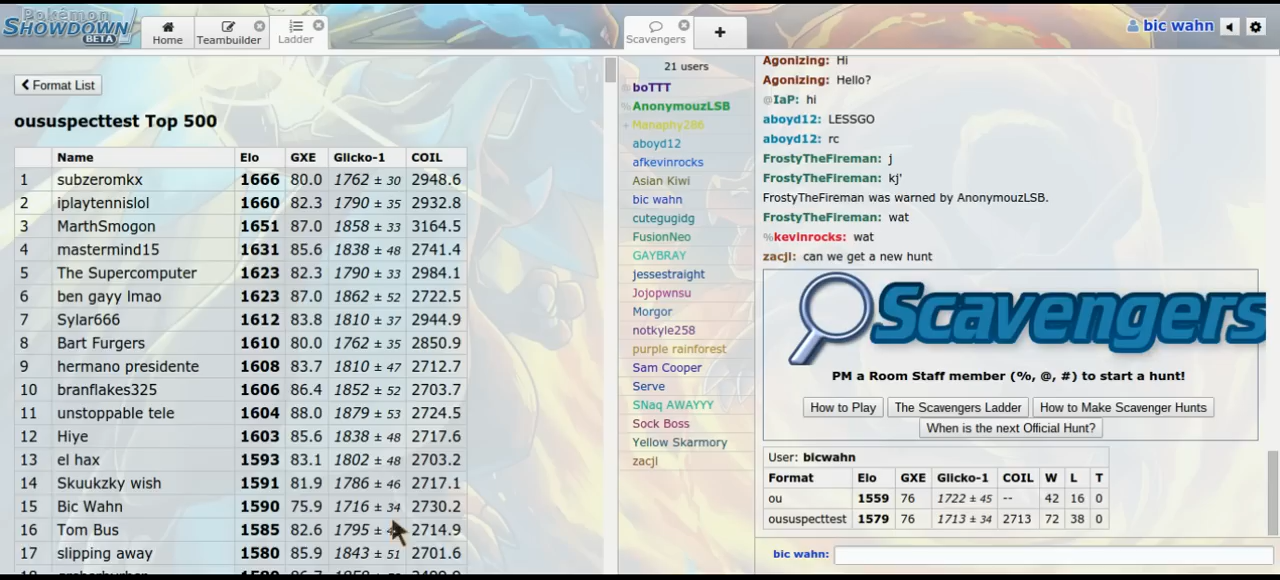 Pokémon
SHOWDOWN
BETA
Home
Teambuilder
Ladder
Scavengers
bic wahn
Format List
oususpecttest Top 500
Name Elo GXE Glicko-1 COIL
1 subzeromkx 1666 80.0 1762 ± 30 2948.6
2 iplaytennislol 1660 82.3 1790 ± 35 2932.8
3 MarthSmogon 1651 87.0 1858 ± 33 3164.5
4 mastermind15 1631 85.6 1838 ± 48 2741.4
5 The Supercomputer 1623 82.3 1790 ± 33 2984.1
6 ben gayy lmao 1623 87.0 1862 ± 52 2722.5
7 Sylar666 1612 83.8 1810 ± 37 2944.9
8 Bart Furgers 1610 80.0 1762 ± 35 2850.9
9 hermano presidente 1608 83.7 1810 ± 47 2712.7
10 branflakes325 1606 86.4 1852 ± 52 2703.7
11 unstoppable tele 1604 88.0 1879 ± 53 2724.5
12 Hiye 1603 85.6 1838 ± 48 2717.6
13 el hax 1593 83.1 1802 ± 48 2703.2
14 Skuukzky wish 1591 81.9 1786 ± 46 2717.1
15 Bic Wahn 1590 75.9 1716 ± 34 2730.2
16 Tom Bus 1585 82.6 1795 ± 2714.9
17 slipping away 1580 85.9 1843 ± 51 2701.6
21 users
boTTT
%AnonymouzLSB
+Manaphy286
aboyd12
afkevinrocks
Asian Kiwi
bic wahn
cutegugidg
FusionNeo
GAYBRAY
jessestraight
Jojopwnsu
Morgor
notkyle258
purple rainforest
Sam Cooper
Serve
SNaq AWAYYY
Sock Boss
Yellow Skarmory
zacjl
Agonizing: Hi
Agonizing: Hello?
@IaP: hi
aboyd12: LESSGO
aboyd12: rc
FrostyTheFireman: j
FrostyTheFireman: kj'
FrostyTheFireman was warned by AnonymouzLSB.
FrostyTheFireman: wat
%kevinrocks: wat
zacjl: can we get a new hunt
Scavengers
PM a Room Staff member (%, @, #) to start a hunt!
How to Play The Scavengers Ladder How to Make Scavenger Hunts
When is the next Official Hunt?
User: bicwahn
Format Elo GXE Glicko-1 COIL W L T
ou 1559 76 1722 ± 45 -- 42 16 0
oususpecttest 1579 76 1713 ± 34 2713 72 38 0
bic wahn: